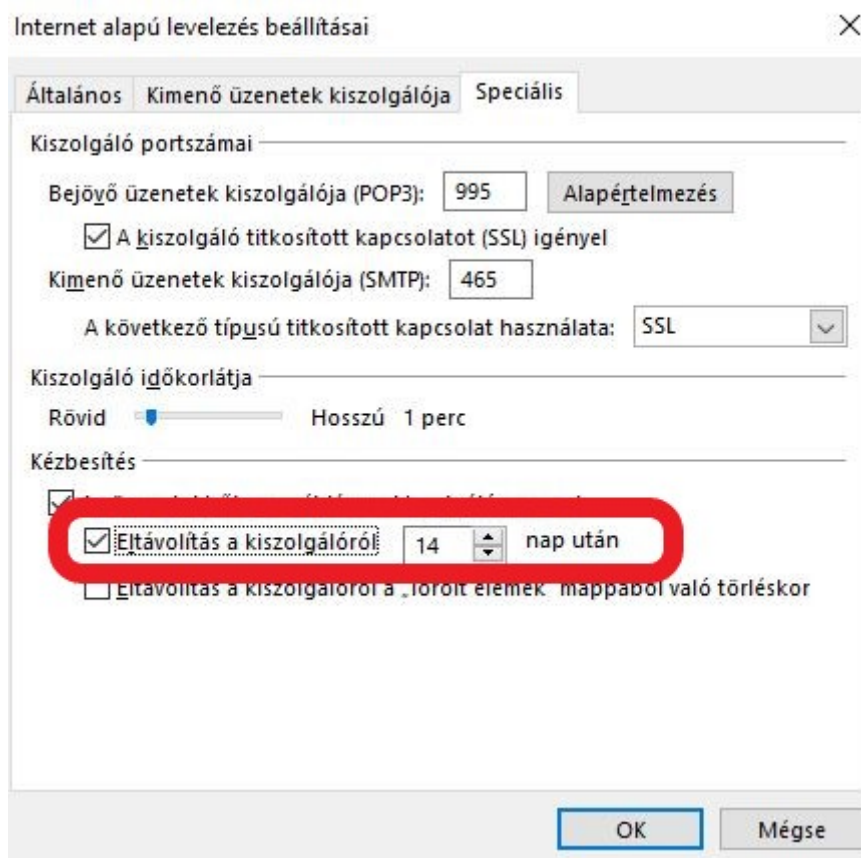 Internet alapú levelezés beállításai
Általános Kimenő üzenetek kiszolgálója Speciális
Kiszolgáló portszámai
Bejövő üzenetek kiszolgálója (POP3): 995 Alapértelmezés
A kiszolgáló titkosított kapcsolatot (SSL) igényel
Kimenő üzenetek kiszolgálója (SMTP): 465
A következő típusú titkosított kapcsolat használata: SSL
Kiszolgáló időkorlátja
Rövid Hosszú 1 perc
Kézbesítés
Eltávolítás a kiszolgálóról 14 nap után
Eltávolítás a kiszolgálóról a „Törölt elemek" mappából való törléskor
OK Mégse